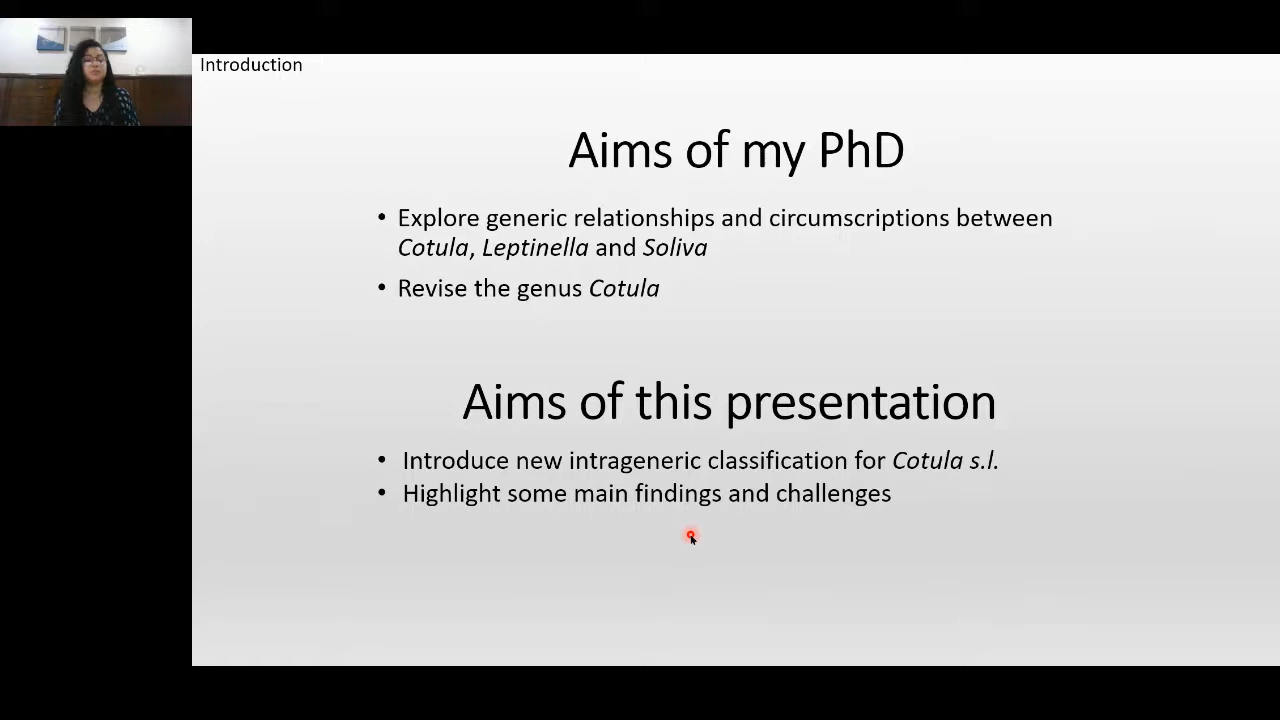 Introduction
Aims of my PhD
• Explore generic relationships and circumscriptions between
Cotula, Leptinella and Soliva
• Revise the genus Cotula
Aims of this presentation
• Introduce new intrageneric classification for Cotula s.l.
• Highlight some main findings and challenges